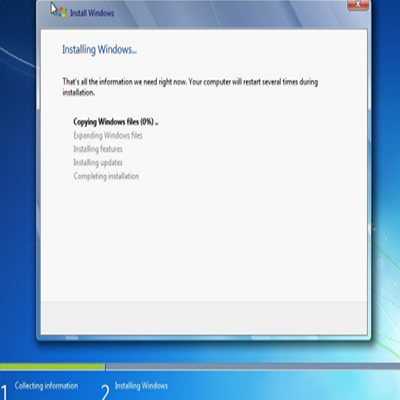 Install Windows
Installing Windows...
That's all the information we need right now. Your computer will restart several times during
installation.
Copying Windows files (0%) ..
Expanding Windows files
Installing features
Installing updates
Completing installation
1 Collecting information
2 Installing Windows